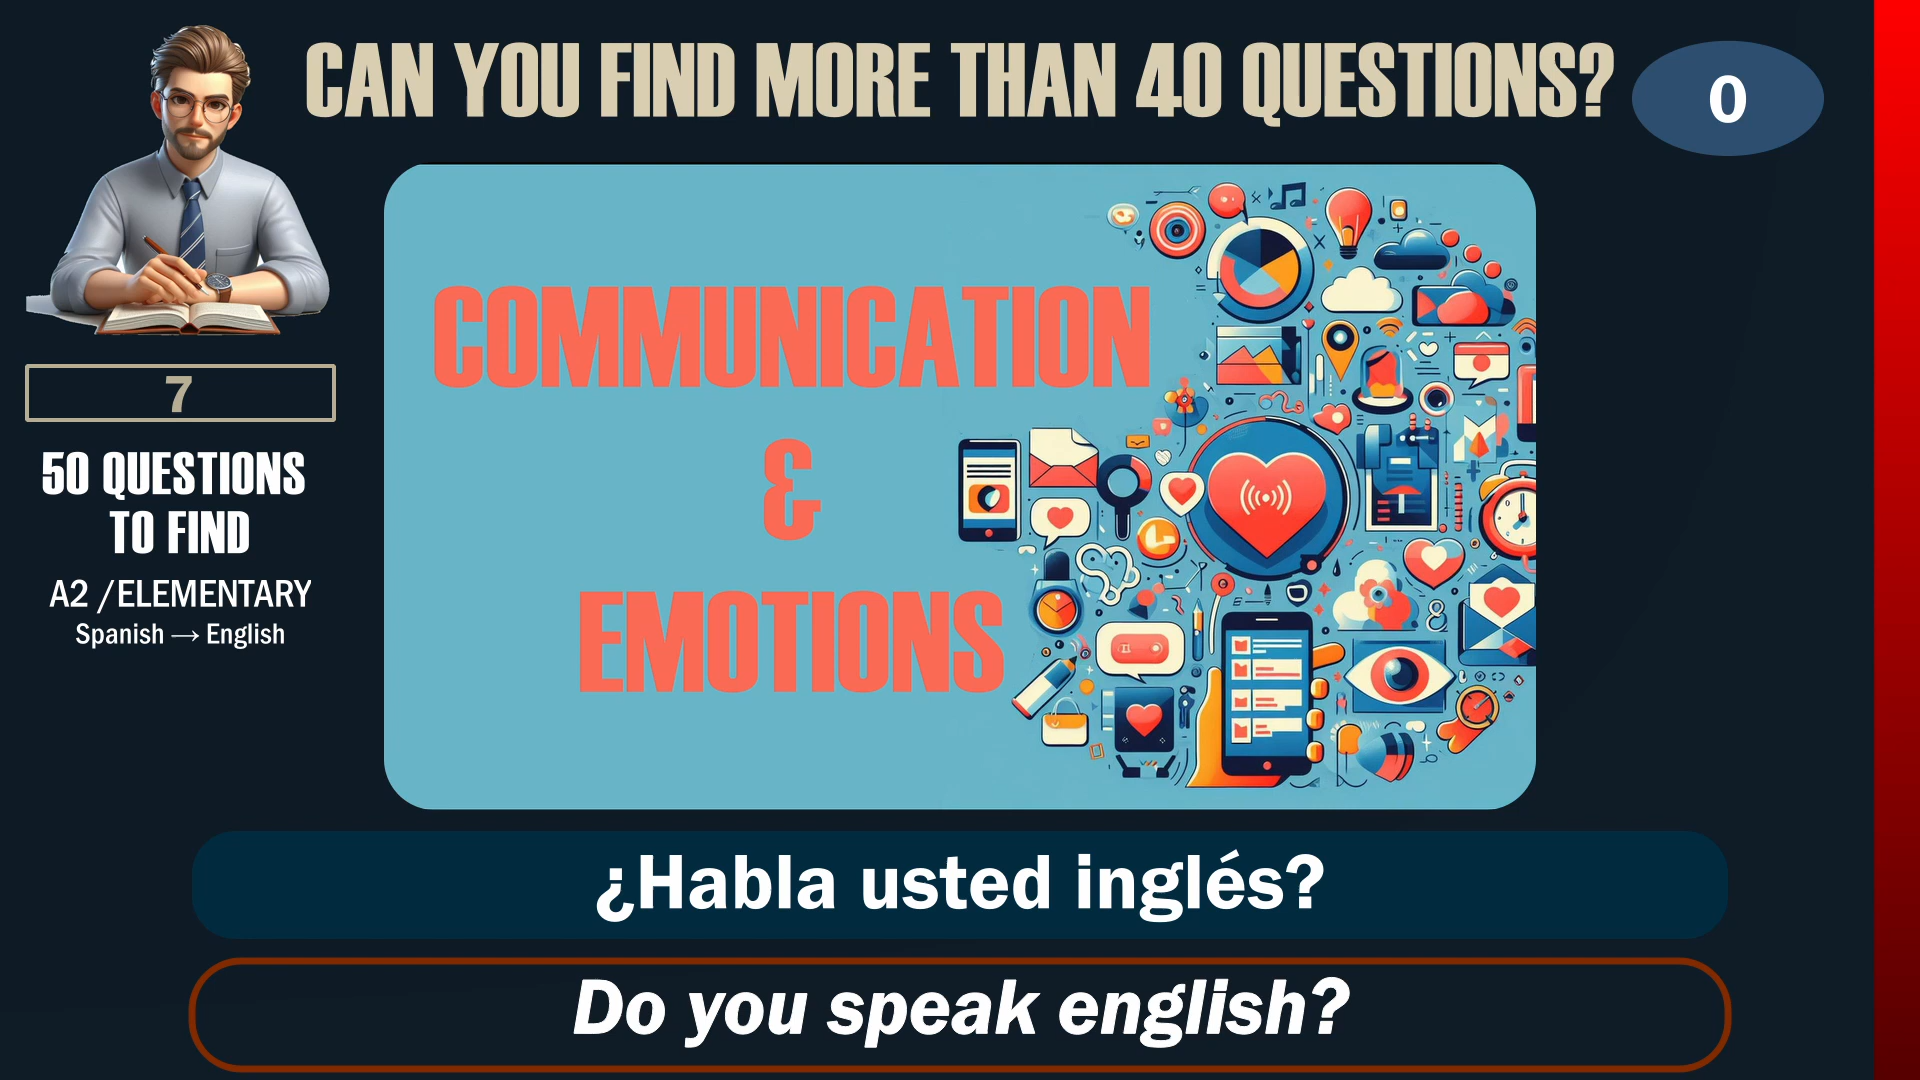 CAN YOU FIND MORE THAN 40 QUESTIONS?
0
7
50 QUESTIONS
TO FIND
A2 /ELEMENTARY
Spanish → English
COMMUNICATION
&
EMOTIONS
¿Habla usted inglés?
Do you speak english?